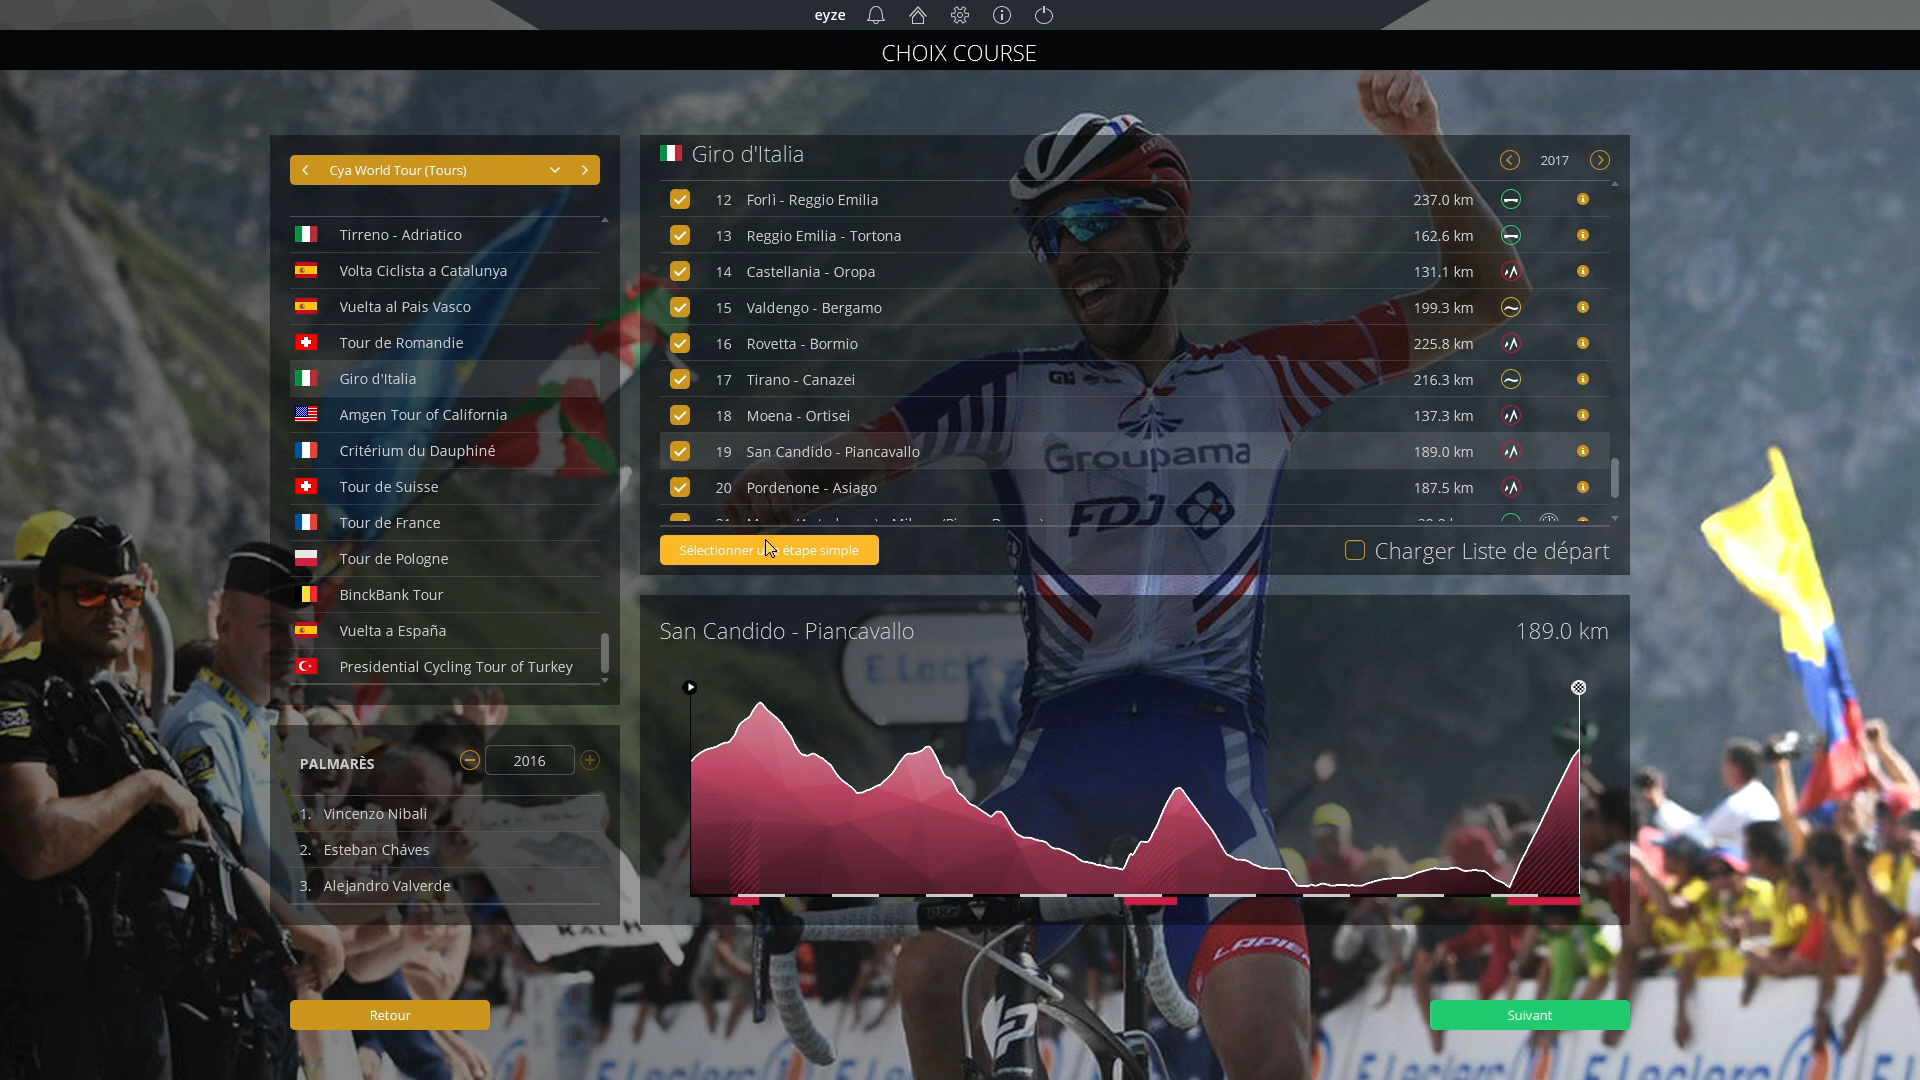 eyze
CHOIX COURSE
Cya World Tour (Tours)
Tirreno - Adriatico
Volta Ciclista a Catalunya
Vuelta al Pais Vasco
Tour de Romandie
Giro d'Italia
Amgen Tour of California
Critérium du Dauphiné
Tour de Suisse
Tour de France
Tour de Pologne
BinckBank Tour
Vuelta a España
Presidential Cycling Tour of Turkey
PALMARÈS 2016
1. Vincenzo Nibali
2. Esteban Cháves
3. Alejandro Valverde
Retour
Giro d'Italia 2017
12 Forlì - Reggio Emilia 237.0 km
13 Reggio Emilia - Tortona 162.6 km
14 Castellania - Oropa 131.1 km
15 Valdengo - Bergamo 199.3 km
16 Rovetta - Bormio 225.8 km
17 Tirano - Canazei 216.3 km
18 Moena - Ortisei 137.3 km
19 San Candido - Piancavallo 189.0 km
20 Pordenone - Asiago 187.5 km
Sélectionner une étape simple
Charger Liste de départ
San Candido - Piancavallo 189.0 km
Suivant
Groupama
FDJ
E.Leclerc
LAPIERRE
E.Leclerc